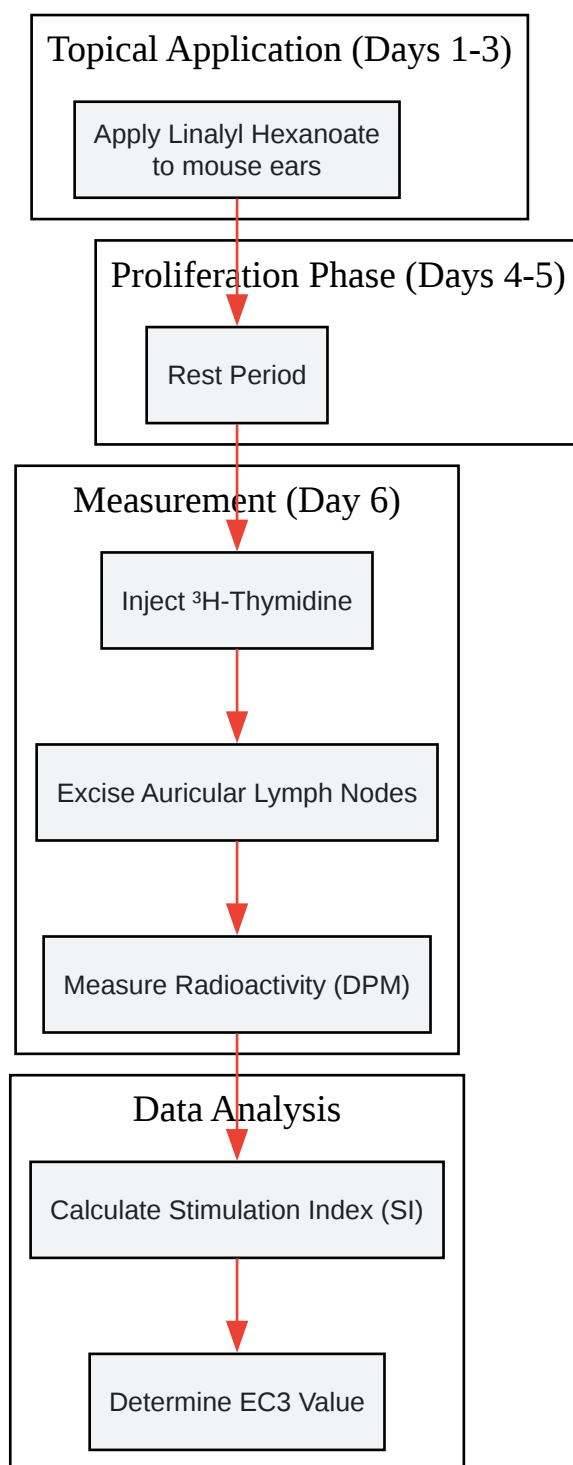 Topical Application (Days 1-3)
Apply Linalyl Hexanoate
to mouse ears
Proliferation Phase (Days 4-5)
Rest Period
Measurement (Day 6)
Inject ³H-Thymidine
Excise Auricular Lymph Nodes
Measure Radioactivity (DPM)
Data Analysis
Calculate Stimulation Index (SI)
Determine EC3 Value